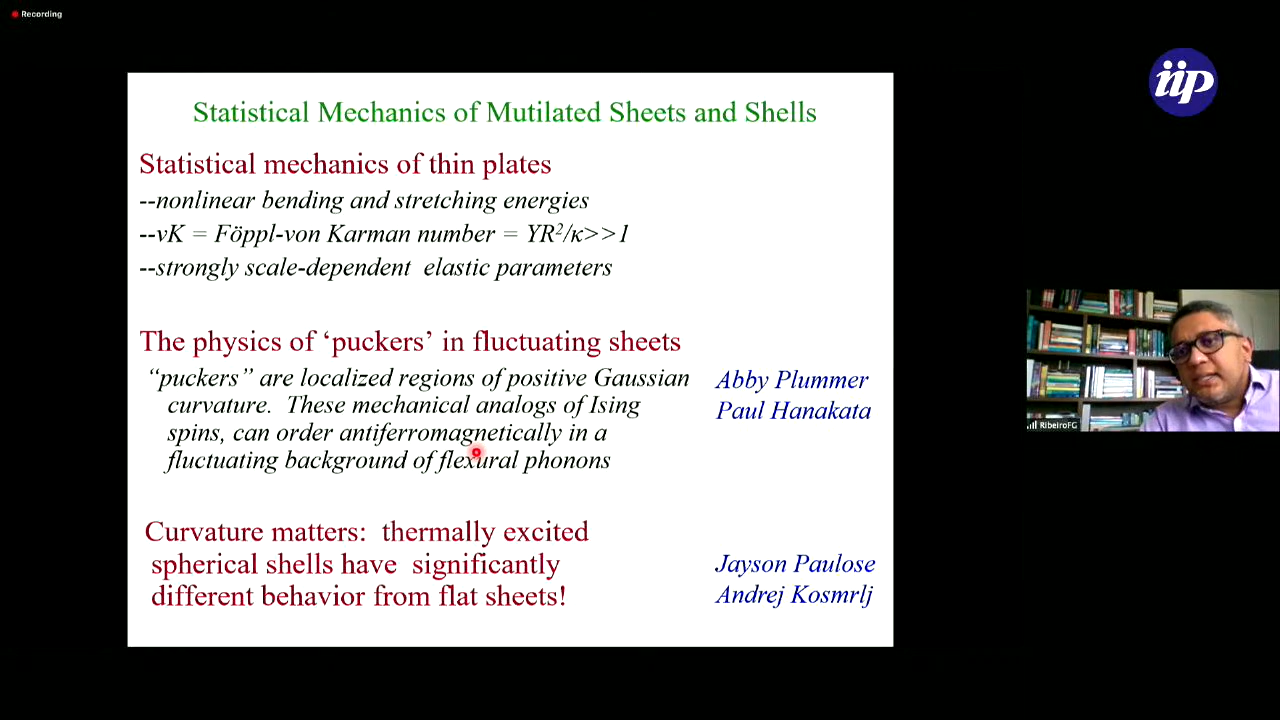 Recording
iip
Statistical Mechanics of Mutilated Sheets and Shells
Statistical mechanics of thin plates
--nonlinear bending and stretching energies
--vK = Föppl-von Karman number = YR²/κ>>1
--strongly scale-dependent elastic parameters
The physics of ‘puckers’ in fluctuating sheets
“puckers” are localized regions of positive Gaussian
curvature. These mechanical analogs of Ising
spins, can order antiferromagnetically in a
fluctuating background of flexural phonons
Abby Plummer
Paul Hanakata
Curvature matters: thermally excited
spherical shells have significantly
different behavior from flat sheets!
Jayson Paulose
Andrej Kosmrlj
RibeiroFG